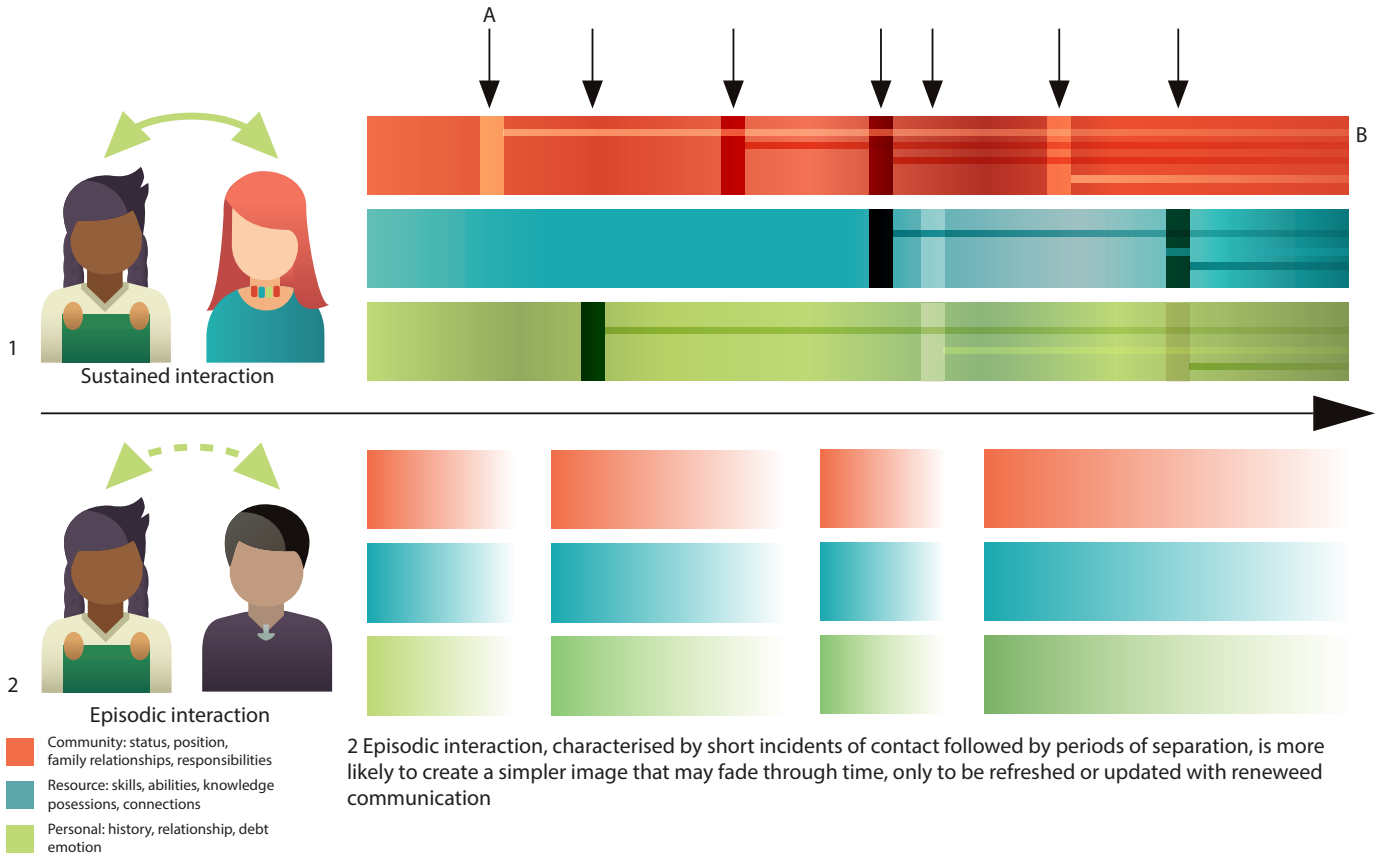 A
B
1
Sustained interaction
2
Episodic interaction
Community: status, position,
family relationships, responsibilities
Resource: skills, abilities, knowledge
posessions, connections
Personal: history, relationship, debt
emotion
2 Episodic interaction, characterised by short incidents of contact followed by periods of separation, is more
likely to create a simpler image that may fade through time, only to be refreshed or updated with reneweed
communication